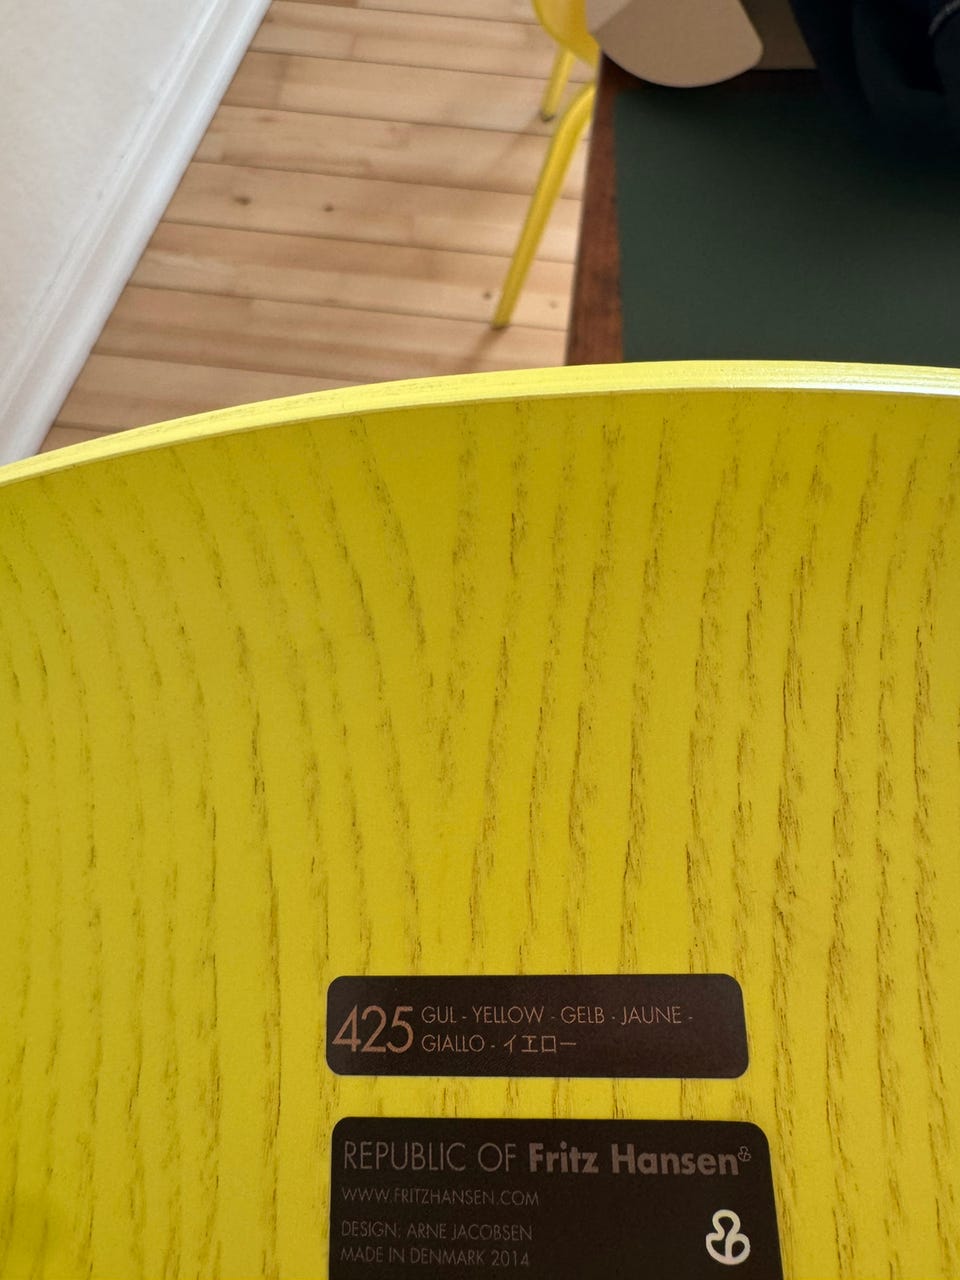 425
GUL - YELLOW - GELB - JAUNE -
GIALLO - イエロー
REPUBLIC OF Fritz Hansen
WWW.FRITZHANSEN.COM
DESIGN: ARNE JACOBSEN
MADE IN DENMARK 2014